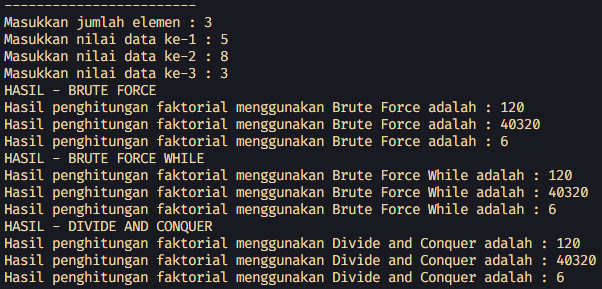 ------------------------
Masukkan jumlah elemen : 3
Masukkan nilai data ke-1 : 5
Masukkan nilai data ke-2 : 8
Masukkan nilai data ke-3 : 3
HASIL - BRUTE FORCE
Hasil penghitungan faktorial menggunakan Brute Force adalah : 120
Hasil penghitungan faktorial menggunakan Brute Force adalah : 40320
Hasil penghitungan faktorial menggunakan Brute Force adalah : 6
HASIL - BRUTE FORCE WHILE
Hasil penghitungan faktorial menggunakan Brute Force While adalah : 120
Hasil penghitungan faktorial menggunakan Brute Force While adalah : 40320
Hasil penghitungan faktorial menggunakan Brute Force While adalah : 6
HASIL - DIVIDE AND CONQUER
Hasil penghitungan faktorial menggunakan Divide and Conquer adalah : 120
Hasil penghitungan faktorial menggunakan Divide and Conquer adalah : 40320
Hasil penghitungan faktorial menggunakan Divide and Conquer adalah : 6